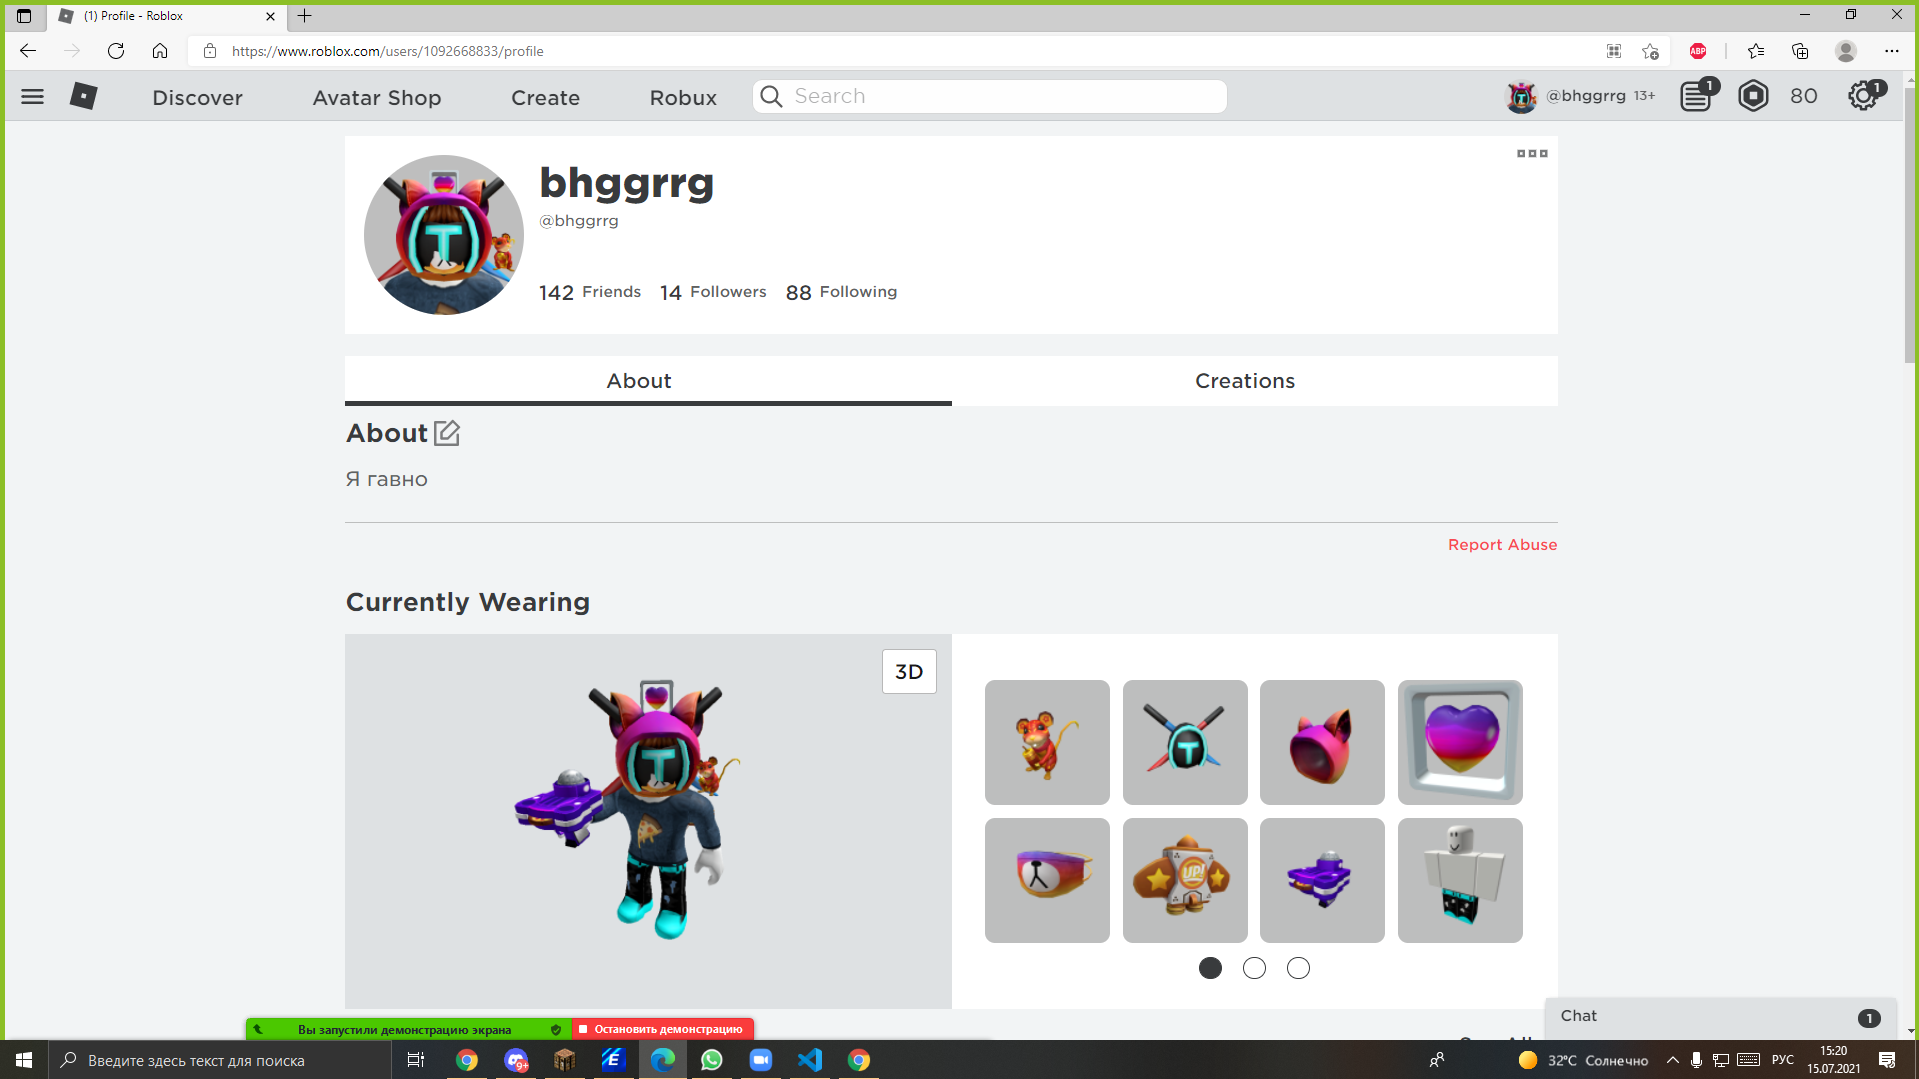 (1) Profile - Roblox
https://www.roblox.com/users/1092668833/profile
ABP
Discover
Avatar Shop
Create
Robux
Search
@bhggrrg 13+
1
80
1
bhggrrg
@bhggrrg
142 Friends 14 Followers 88 Following
About
Creations
About
Я гавно
Report Abuse
Currently Wearing
3D
T
T
UP!
Chat
1
Вы запустили демонстрацию экрана
Остановить демонстрацию
Введите здесь текст для поиска
9+
E
32°C Солнечно
РУС
15:20
15.07.2021